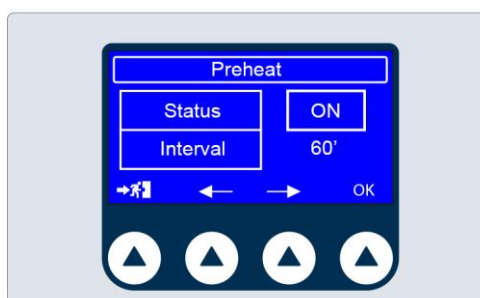 Preheat
Status ON
Interval 60’
OK